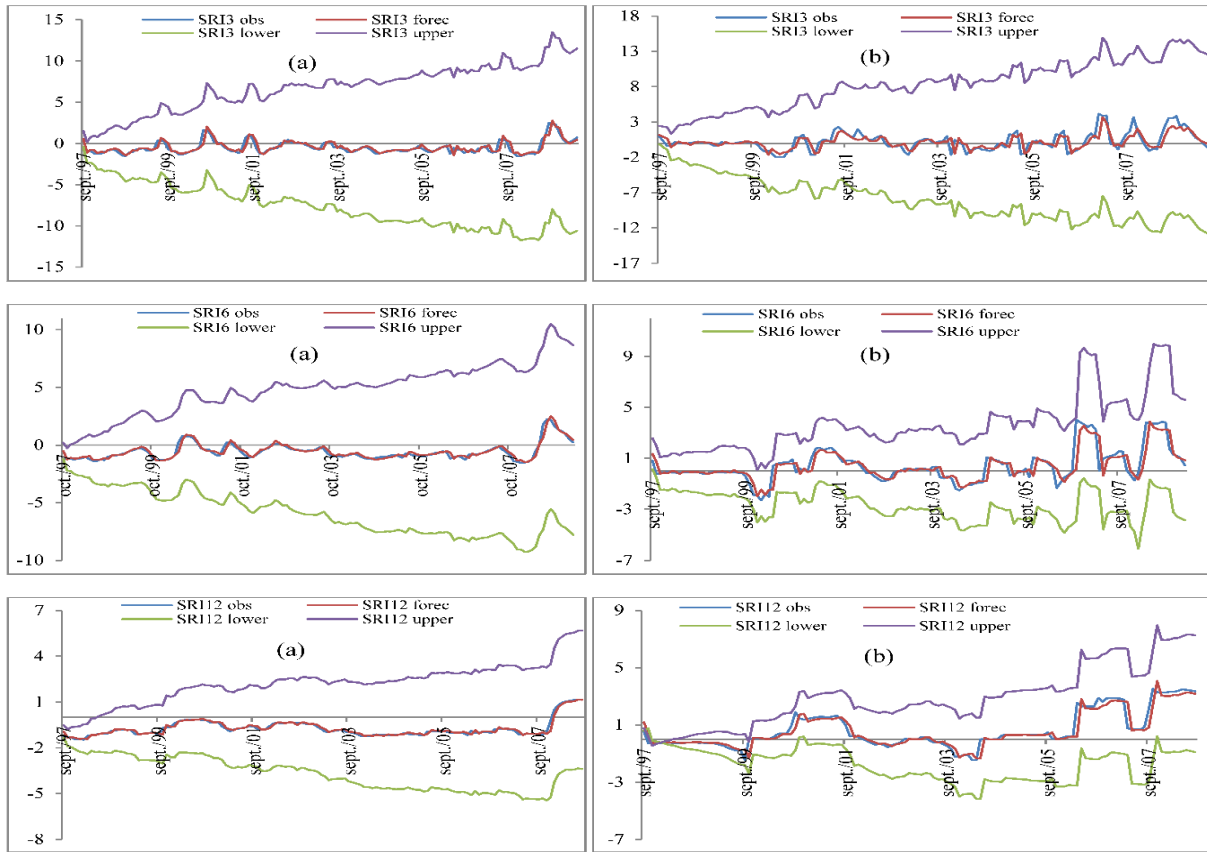 SRI3 obs SRI3 forec
SRI3 lower SRI3 upper
(a)
15
10
5
0
-5
-10
-15
sept./97 sept./99 sept./01 sept./03 sept./05 sept./07
SRI3 obs SRI3 forec
SRI3 lower SRI3 upper
(b)
18
13
8
3
-2
-7
-12
-17
sept./97 sept./99 sept./01 sept./03 sept./05 sept./07
SRI6 obs SRI6 forec
SRI6 lower SRI6 upper
(a)
10
5
0
-5
-10
oct./97 oct./99 oct./01 oct./03 oct./05 oct./07
SRI6 obs SRI6 forec
SRI6 lower SRI6 upper
(b)
9
5
1
-3
-7
sept./97 sept./99 sept./01 sept./03 sept./05 sept./07
SRI12 obs SRI12 forec
SRI12 lower SRI12 upper
(a)
7
4
1
-2
-5
-8
sept./97 sept./99 sept./01 sept./03 sept./05 sept./07
SRI12 obs SRI12 forec
SRI12 lower SRI12 upper
(b)
9
5
1
-3
-7
sept./97 sept./99 sept./01 sept./03 sept./05 sept./07